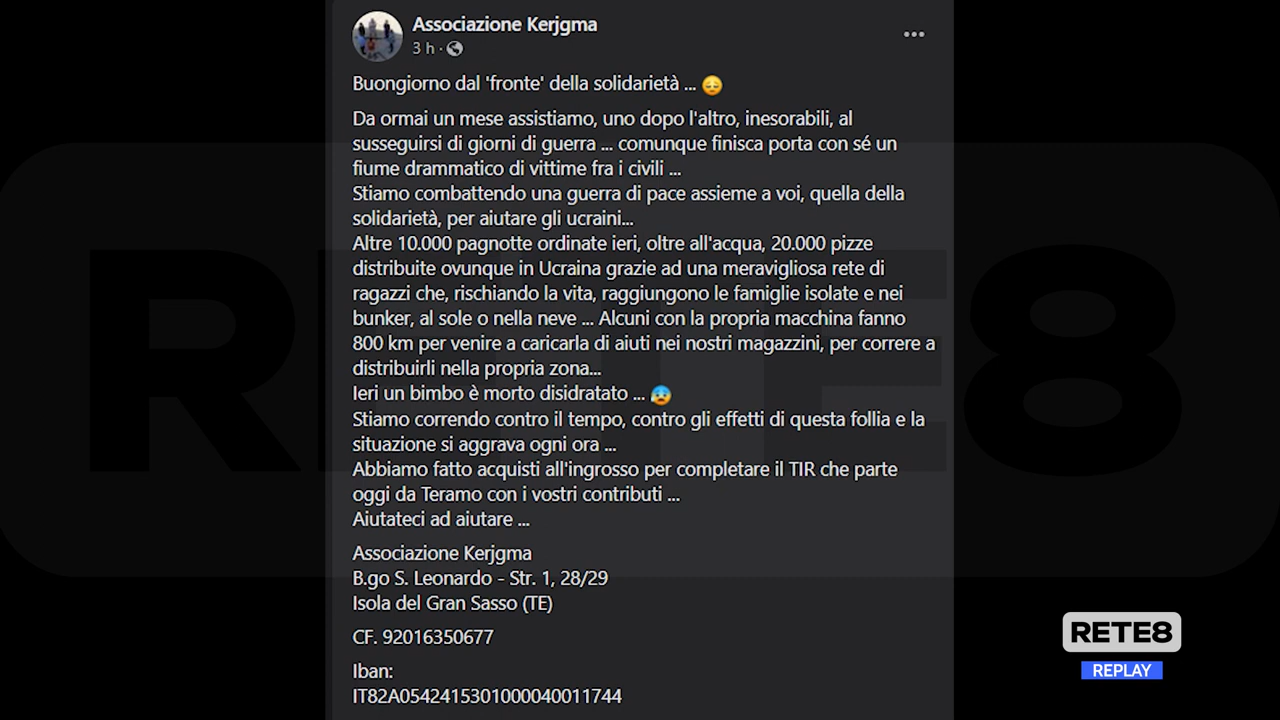 Associazione Kerjgma
3 h ·
Buongiorno dal 'fronte' della solidarietà ... 😔
Da ormai un mese assistiamo, uno dopo l'altro, inesorabili, al
susseguirsi di giorni di guerra ... comunque finisca porta con sé un
fiume drammatico di vittime fra i civili ...
Stiamo combattendo una guerra di pace assieme a voi, quella della
solidarietà, per aiutare gli ucraini...
Altre 10.000 pagnotte ordinate ieri, oltre all'acqua, 20.000 pizze
distribuite ovunque in Ucraina grazie ad una meravigliosa rete di
ragazzi che, rischiando la vita, raggiungono le famiglie isolate e nei
bunker, al sole o nella neve ... Alcuni con la propria macchina fanno
800 km per venire a caricarla di aiuti nei nostri magazzini, per correre a
distribuirli nella propria zona...
Ieri un bimbo è morto disidratato ... 😰
Stiamo correndo contro il tempo, contro gli effetti di questa follia e la
situazione si aggrava ogni ora ...
Abbiamo fatto acquisti all'ingrosso per completare il TIR che parte
oggi da Teramo con i vostri contributi ...
Aiutateci ad aiutare ...
Associazione Kerjgma
B.go S. Leonardo - Str. 1, 28/29
Isola del Gran Sasso (TE)
CF. 92016350677
Iban:
IT82A0542415301000040011744
RETE8
RETE8
REPLAY